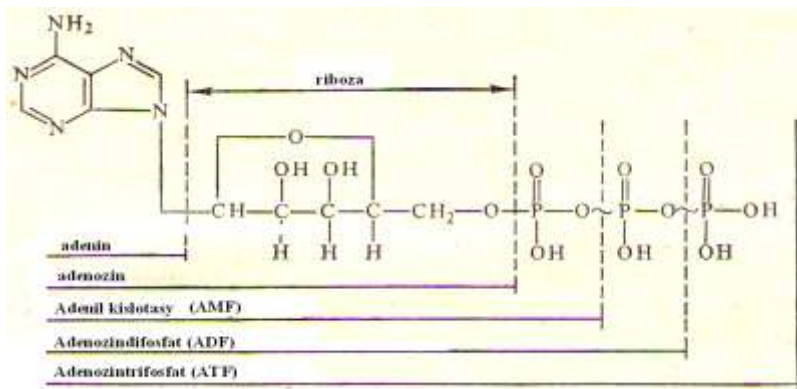 NH₂
N
N
N
N
riboza
O
OH OH
O
O
O
CH C C C CH₂ O P O~P O~P OH
H H H
OH
OH
OH
adenin
adenozin
Adenil kislotasy (AMF)
Adenozindifosfat (ADF)
Adenozintrifosfat (ATF)